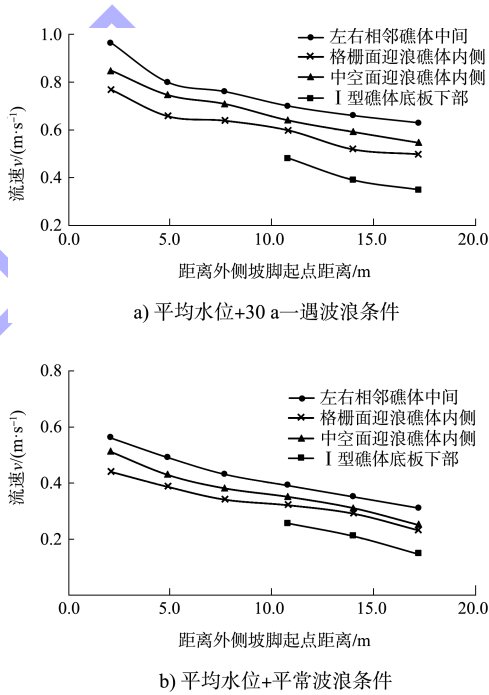 1.0
0.8
0.6
0.4
0.2
流速v/(m·s⁻¹)
左右相邻礁体中间
格栅面迎浪礁体内侧
中空面迎浪礁体内侧
Ⅰ型礁体底板下部
0.0 5.0 10.0 15.0 20.0
距离外侧坡脚起点距离/m
a) 平均水位+30 a一遇波浪条件
0.8
0.6
0.4
0.2
流速v/(m·s⁻¹)
左右相邻礁体中间
格栅面迎浪礁体内侧
中空面迎浪礁体内侧
Ⅰ型礁体底板下部
0.0 5.0 10.0 15.0 20.0
距离外侧坡脚起点距离/m
b) 平均水位+平常波浪条件